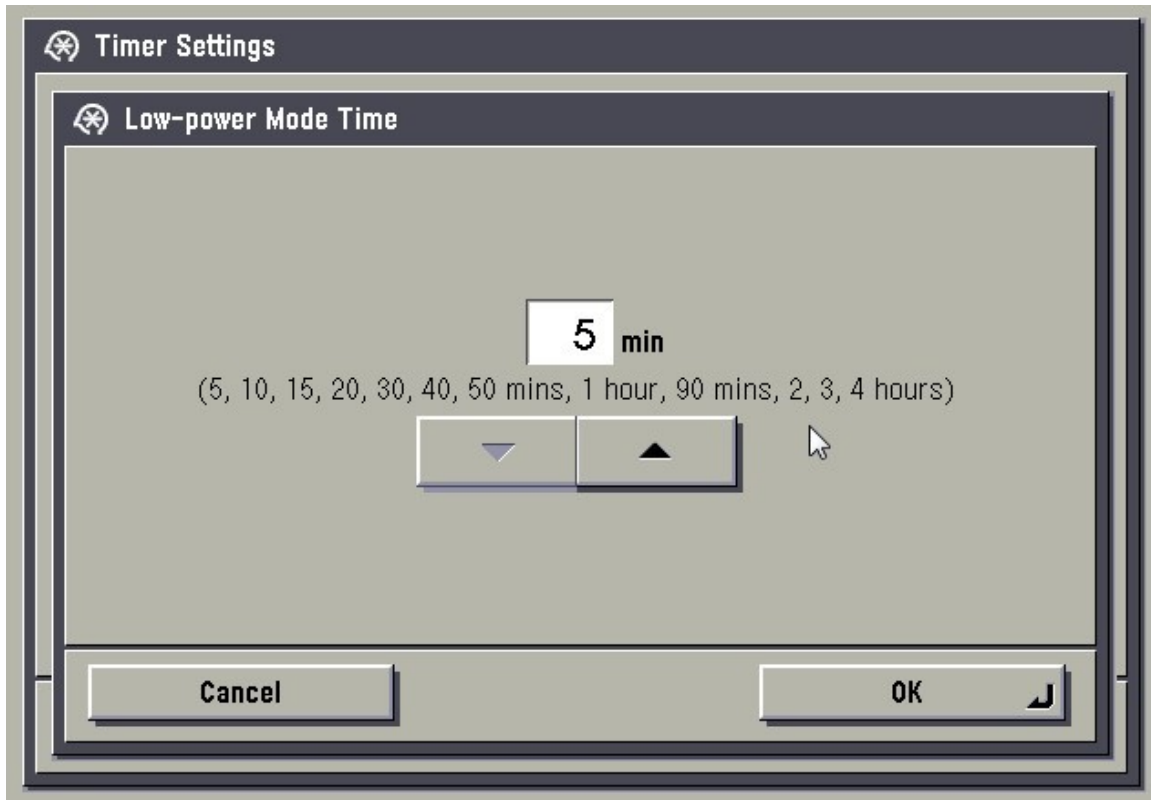 Timer Settings
Low-power Mode Time
5 min
(5, 10, 15, 20, 30, 40, 50 mins, 1 hour, 90 mins, 2, 3, 4 hours)
Cancel OK